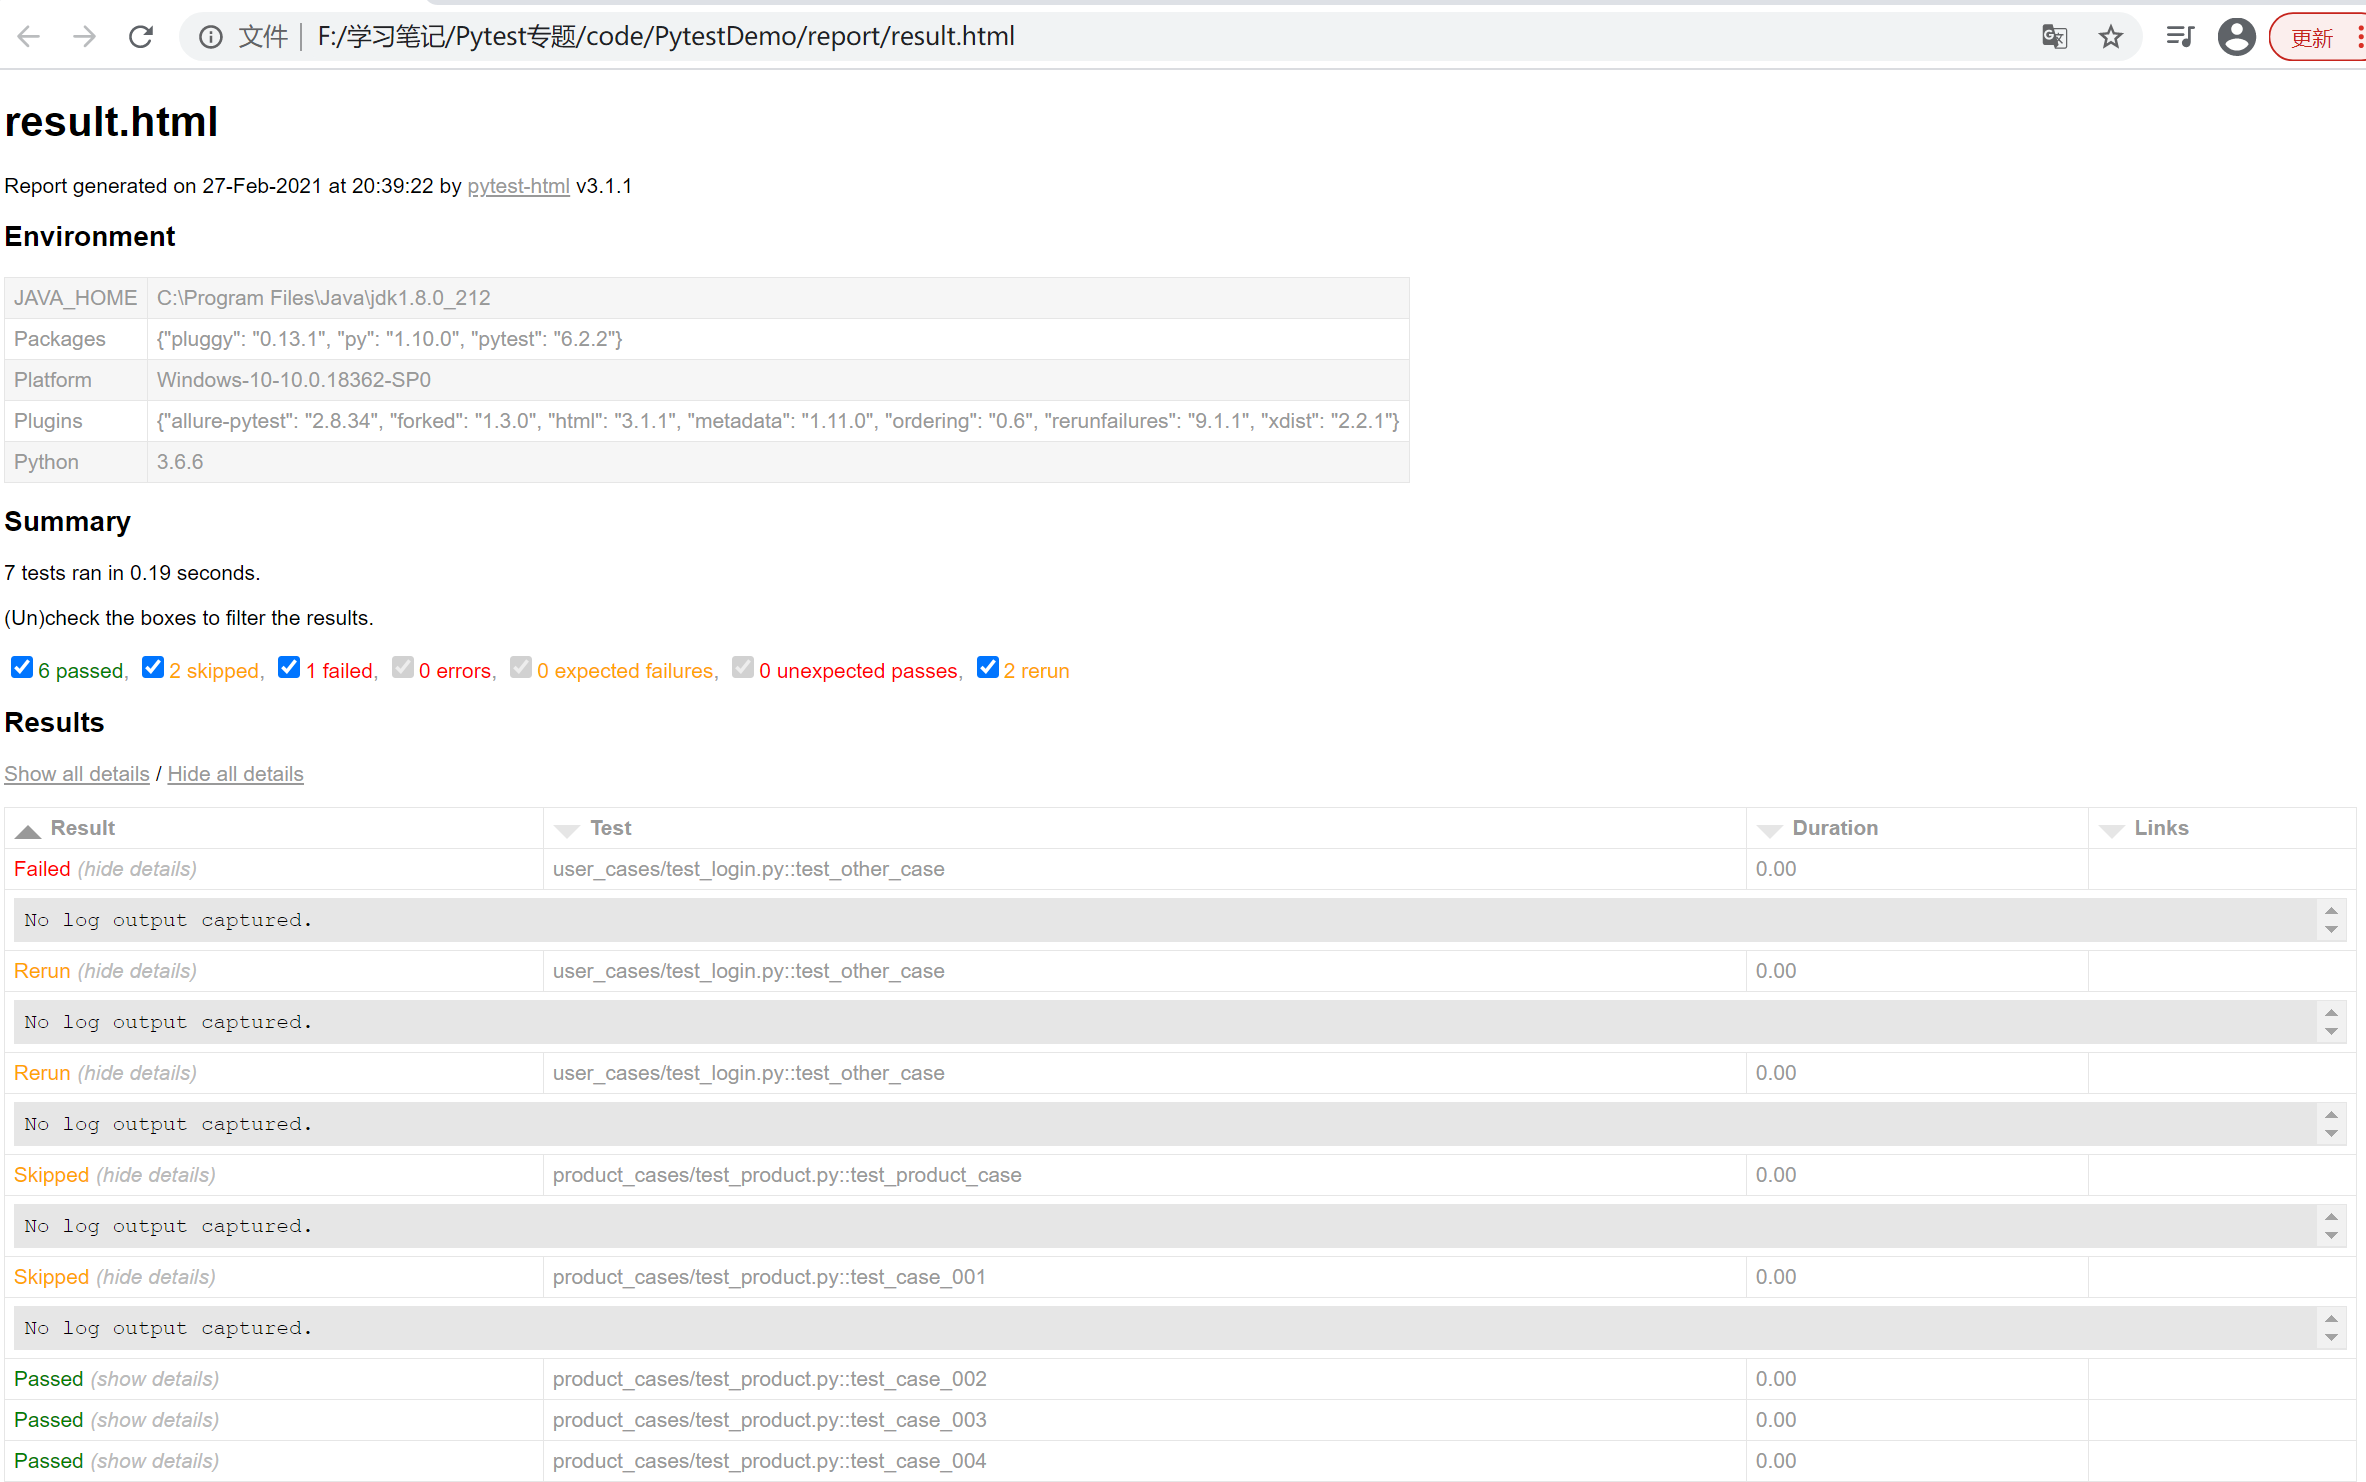 文件 F:/学习笔记/Pytest专题/code/PytestDemo/report/result.html 更新
result.html
Report generated on 27-Feb-2021 at 20:39:22 by pytest-html v3.1.1
Environment
JAVA_HOME C:\Program Files\Java\jdk1.8.0_212
Packages {"pluggy": "0.13.1", "py": "1.10.0", "pytest": "6.2.2"}
Platform Windows-10-10.0.18362-SP0
Plugins {"allure-pytest": "2.8.34", "forked": "1.3.0", "html": "3.1.1", "metadata": "1.11.0", "ordering": "0.6", "rerunfailures": "9.1.1", "xdist": "2.2.1"}
Python 3.6.6
Summary
7 tests ran in 0.19 seconds.
(Un)check the boxes to filter the results.
6 passed, 2 skipped, 1 failed, 0 errors, 0 expected failures, 0 unexpected passes, 2 rerun
Results
Show all details / Hide all details
Result Test Duration Links
Failed (hide details) user_cases/test_login.py::test_other_case 0.00
No log output captured.
Rerun (hide details) user_cases/test_login.py::test_other_case 0.00
No log output captured.
Rerun (hide details) user_cases/test_login.py::test_other_case 0.00
No log output captured.
Skipped (hide details) product_cases/test_product.py::test_product_case 0.00
No log output captured.
Skipped (hide details) product_cases/test_product.py::test_case_001 0.00
No log output captured.
Passed (show details) product_cases/test_product.py::test_case_002 0.00
Passed (show details) product_cases/test_product.py::test_case_003 0.00
Passed (show details) product_cases/test_product.py::test_case_004 0.00